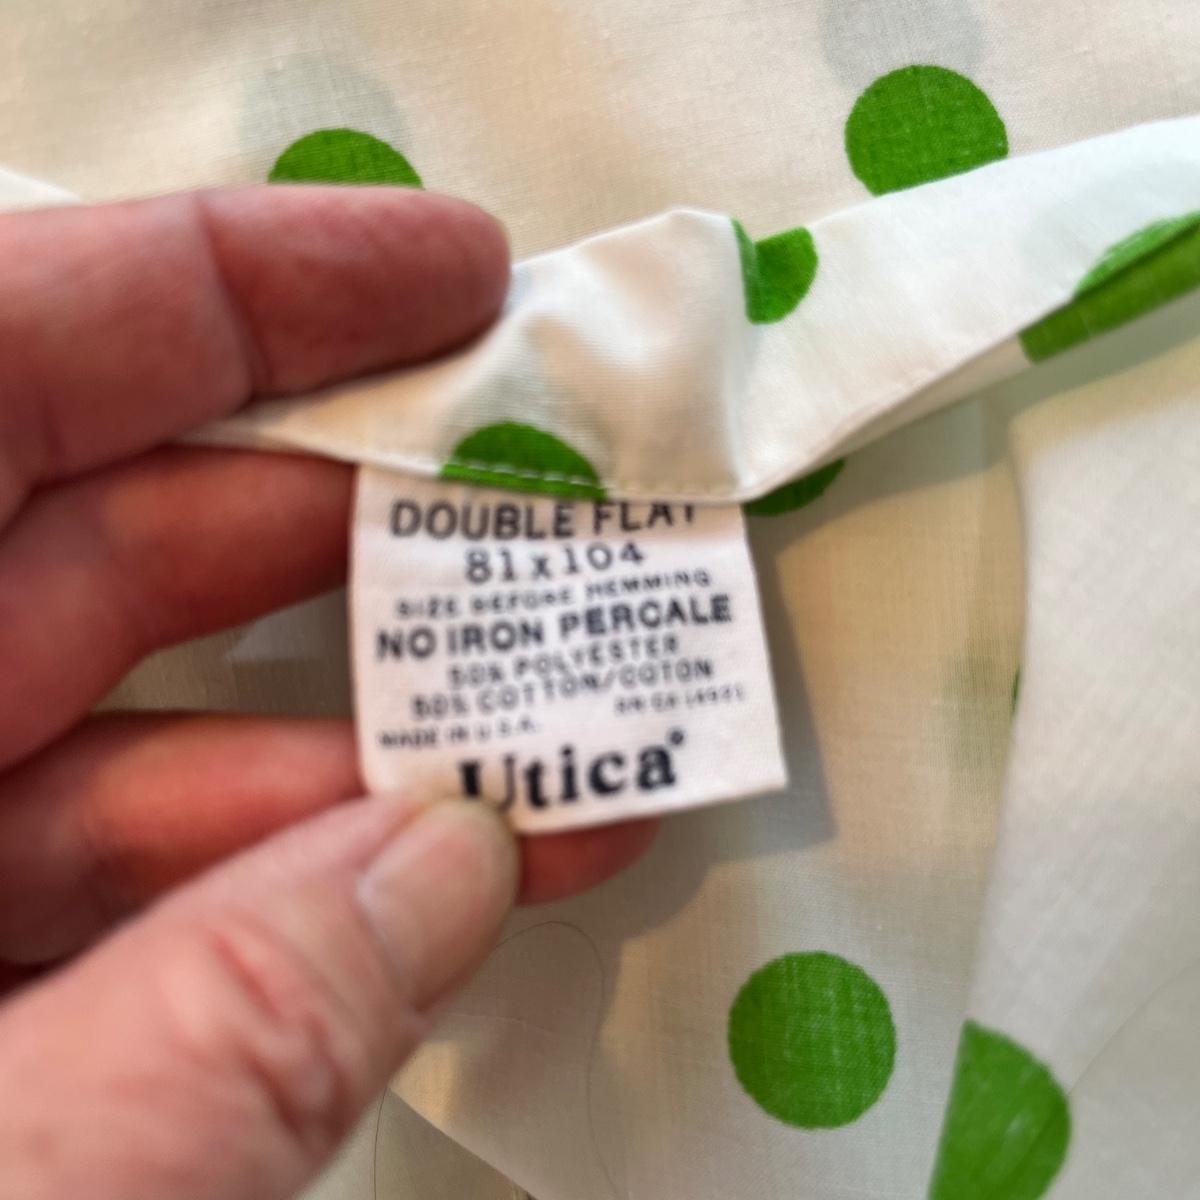 DOUBLE FLAT
81x104
SIZE BEFORE HEMMING
NO IRON PERCALE
50% POLYESTER
50% COTTON/COTON
MADE IN U.S.A.
Utica®